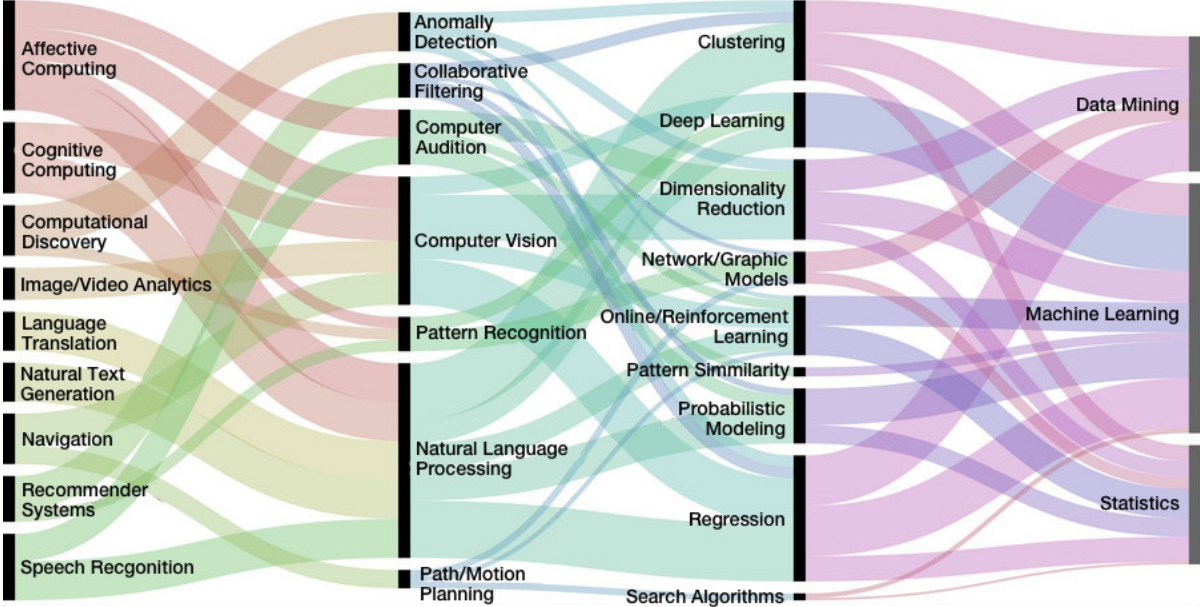 Affective
Computing
Cognitive
Computing
Computational
Discovery
Image/Video Analytics
Language
Translation
Natural Text
Generation
Navigation
Recommender
Systems
Speech Recgonition
Anomally
Detection
Collaborative
Filtering
Computer
Audition
Computer Vision
Pattern Recognition
Natural Language
Processing
Path/Motion
Planning
Clustering
Deep Learning
Dimensionality
Reduction
Network/Graphic
Models
Online/Reinforcement
Learning
Pattern Simmilarity
Probabilistic
Modeling
Regression
Search Algorithms
Data Mining
Machine Learning
Statistics